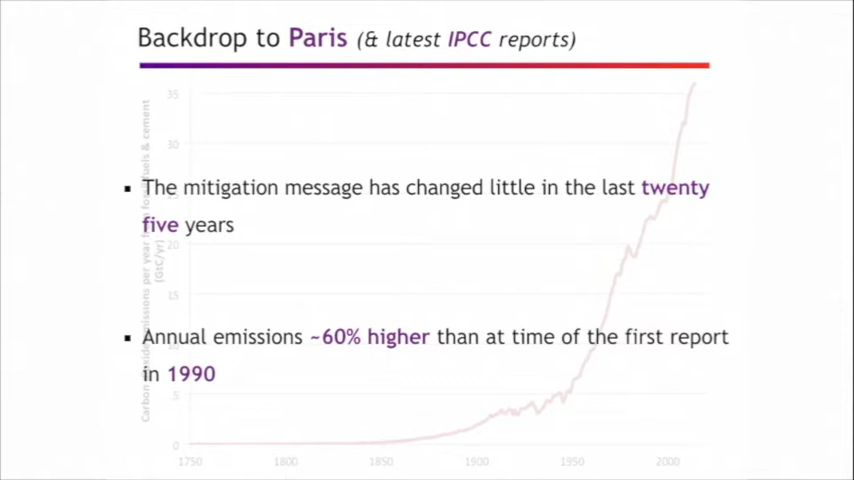 Backdrop to Paris (& latest IPCC reports)
▪ The mitigation message has changed little in the last twenty
five years
▪ Annual emissions ~60% higher than at time of the first report
in 1990
35
30
20
15
5
0
1750 1800 1850 1900 1950 2000
(GtC/yr)